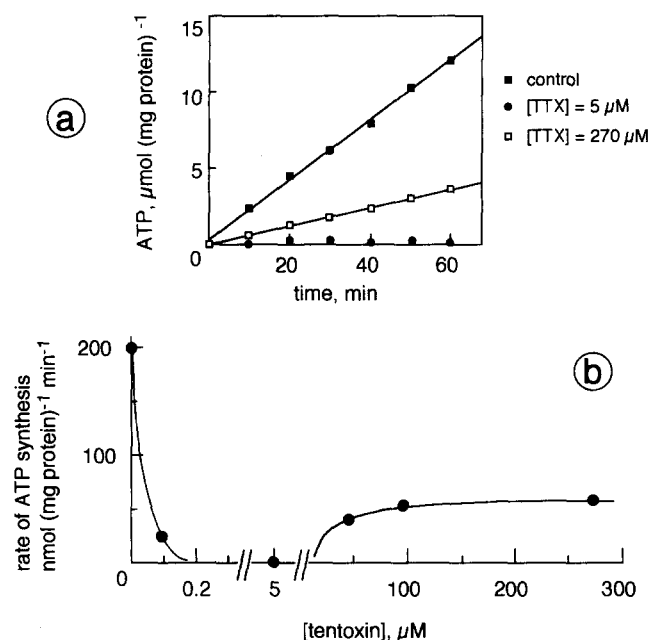 15
10
5
0
20
40
60
ATP, µmol (mg protein) -1
time, min
a
control
[TTX] = 5 µM
[TTX] = 270 µM
b
200
100
0
0.2
5
100
200
300
rate of ATP synthesis
nmol (mg protein)-1 min-1
[tentoxin], µM